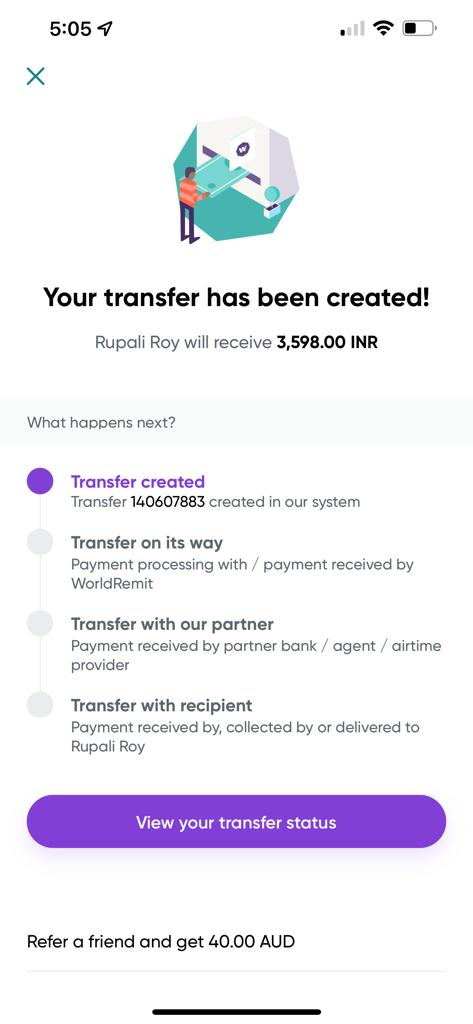 5:05
Your transfer has been created!
Rupali Roy will receive 3,598.00 INR
What happens next?
Transfer created
Transfer 140607883 created in our system
Transfer on its way
Payment processing with / payment received by
WorldRemit
Transfer with our partner
Payment received by partner bank / agent / airtime
provider
Transfer with recipient
Payment received by, collected by or delivered to
Rupali Roy
View your transfer status
Refer a friend and get 40.00 AUD